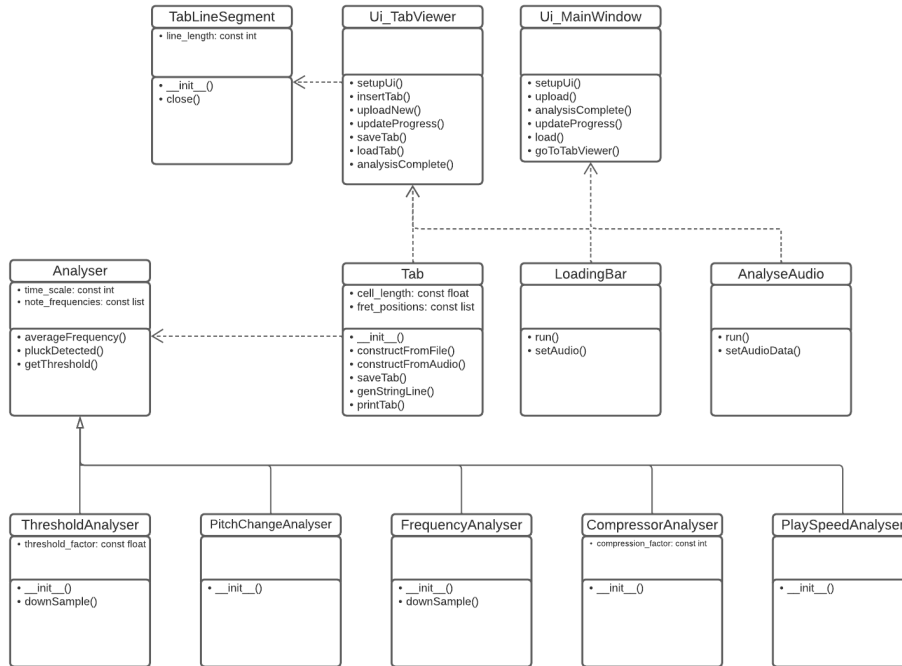 TabLineSegment
• line_length: const int
• __init__()
• close()
Ui_TabViewer
• setupUi()
• insertTab()
• uploadNew()
• updateProgress()
• saveTab()
• loadTab()
• analysisComplete()
Ui_MainWindow
• setupUi()
• upload()
• analysisComplete()
• updateProgress()
• load()
• goToTabViewer()
Analyser
• time_scale: const int
• note_frequencies: const list
• averageFrequency()
• pluckDetected()
• getThreshold()
Tab
• cell_length: const float
• fret_positions: const list
• __init__()
• constructFromFile()
• constructFromAudio()
• saveTab()
• genStringLine()
• printTab()
LoadingBar
• run()
• setAudio()
AnalyseAudio
• run()
• setAudioData()
ThresholdAnalyser
• threshold_factor: const float
• __init__()
• downSample()
PitchChangeAnalyser
• __init__()
FrequencyAnalyser
• __init__()
• downSample()
CompressorAnalyser
• compression_factor: const int
• __init__()
PlaySpeedAnalyser
• __init__()